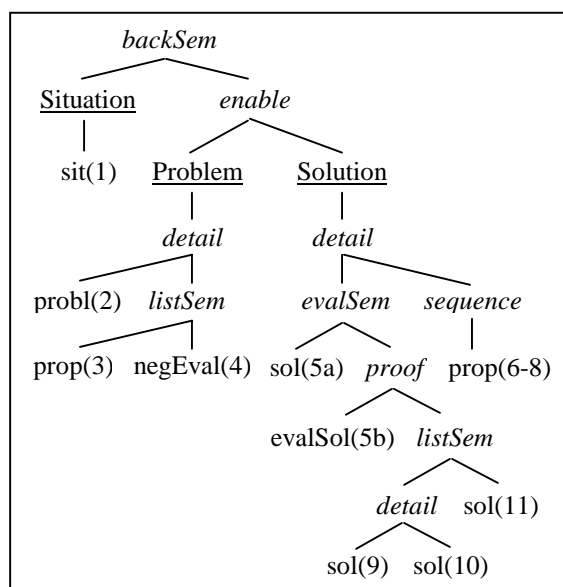 backSem
Situation enable
sit(1) Problem Solution
detail detail
probl(2) listSem evalSem sequence
prop(3) negEval(4) sol(5a) proof prop(6-8)
evalSol(5b) listSem
detail sol(11)
sol(9) sol(10)